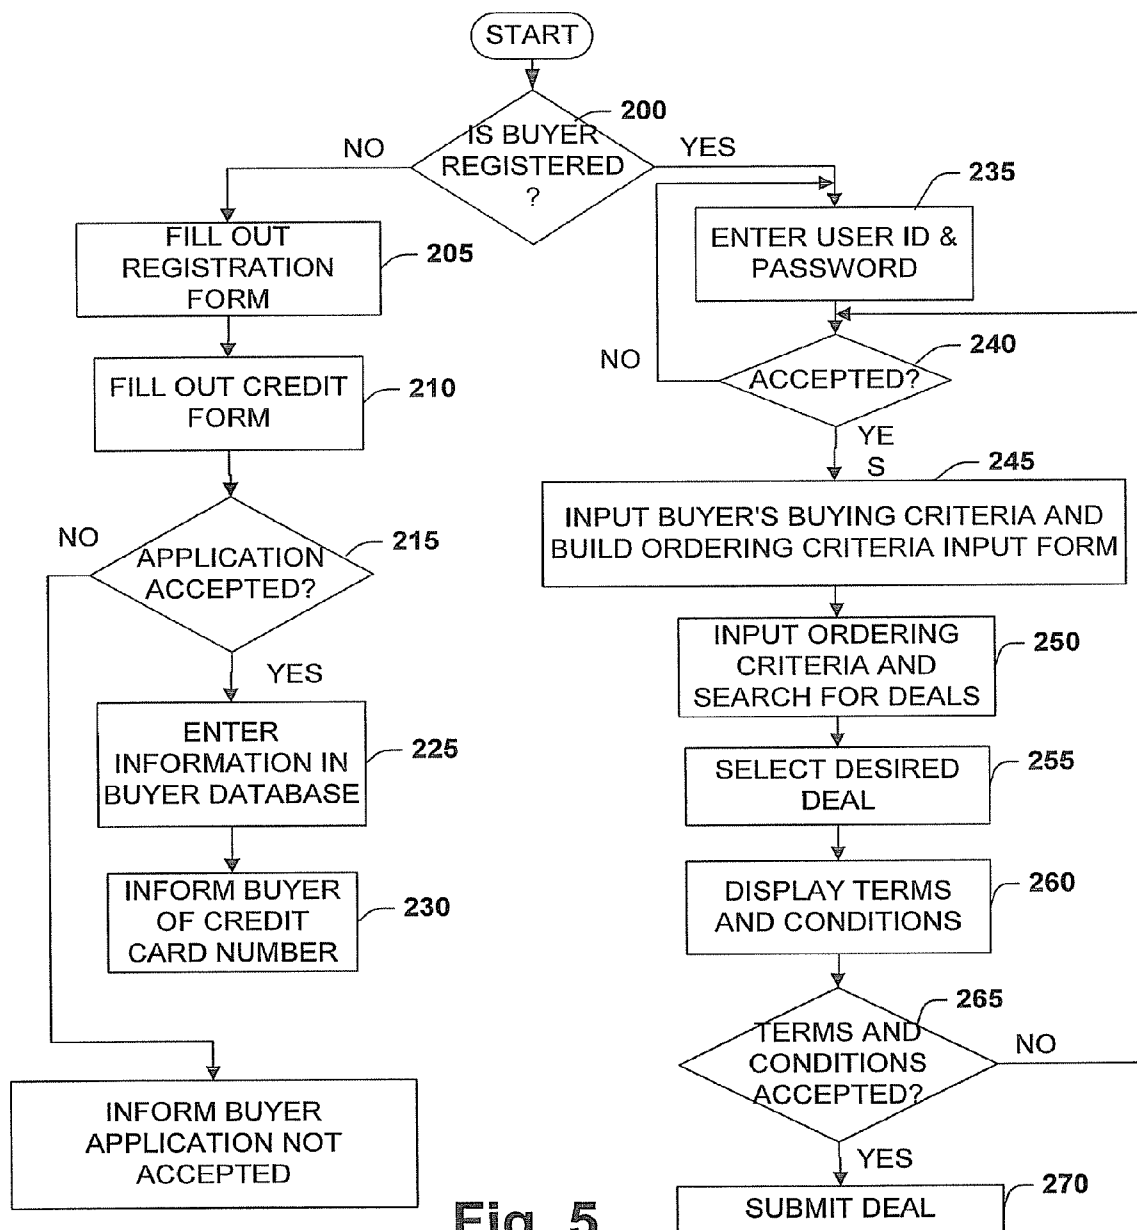 START
200
IS BUYER
REGISTERED
?
NO
YES
FILL OUT
REGISTRATION
FORM
205
FILL OUT CREDIT
FORM
210
NO
APPLICATION
ACCEPTED?
215
YES
ENTER
INFORMATION IN
BUYER DATABASE
225
INFORM BUYER
OF CREDIT
CARD NUMBER
230
INFORM BUYER
APPLICATION NOT
ACCEPTED
235
ENTER USER ID &
PASSWORD
NO
ACCEPTED?
240
YE
S
245
INPUT BUYER'S BUYING CRITERIA AND
BUILD ORDERING CRITERIA INPUT FORM
INPUT ORDERING
CRITERIA AND
SEARCH FOR DEALS
250
SELECT DESIRED
DEAL
255
DISPLAY TERMS
AND CONDITIONS
260
265
TERMS AND
CONDITIONS
ACCEPTED?
NO
YES
SUBMIT DEAL
270
Fig. 5